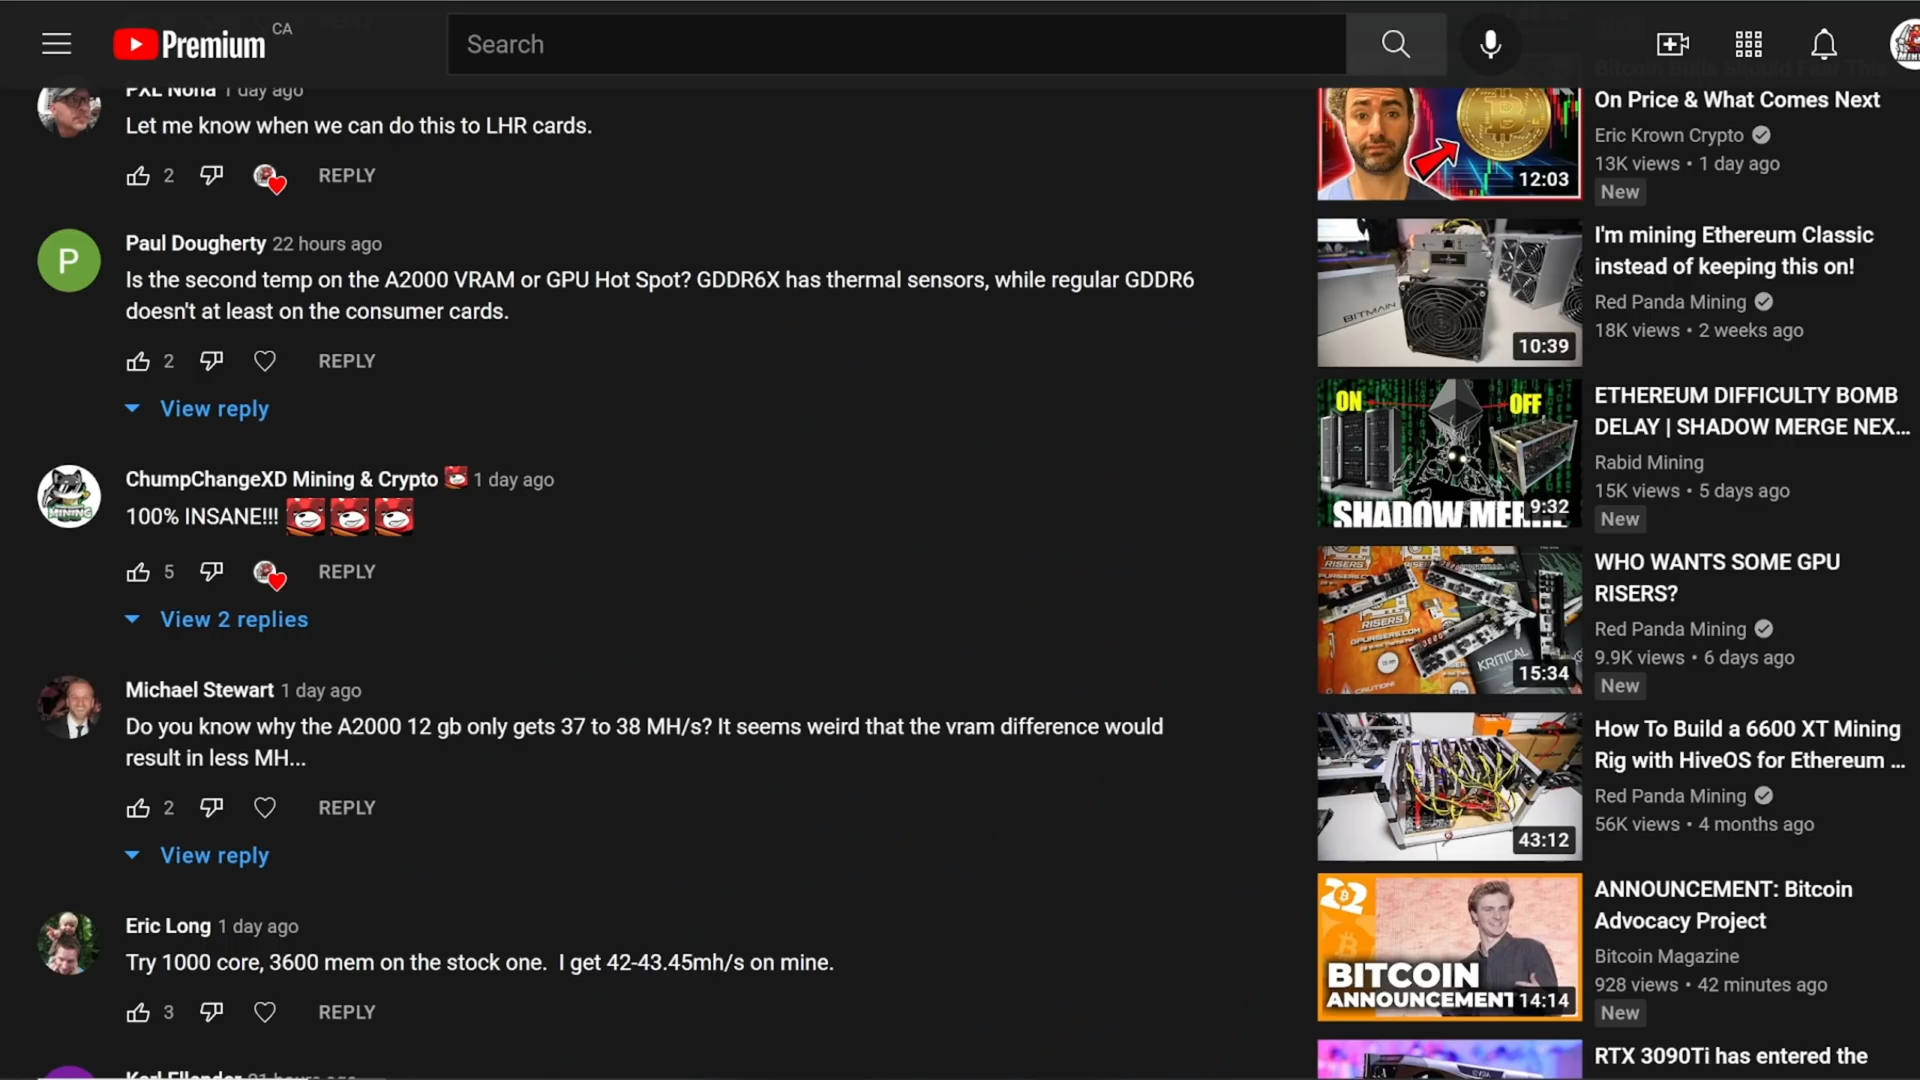 Premium CA
Search
PXL Nona 1 day ago
Let me know when we can do this to LHR cards.
2 REPLY
P
Paul Dougherty 22 hours ago
Is the second temp on the A2000 VRAM or GPU Hot Spot? GDDR6X has thermal sensors, while regular GDDR6
doesn't at least on the consumer cards.
2 REPLY
View reply
ChumpChangeXD Mining & Crypto 1 day ago
MINING
100% INSANE!!!
5 REPLY
View 2 replies
Michael Stewart 1 day ago
Do you know why the A2000 12 gb only gets 37 to 38 MH/s? It seems weird that the vram difference would
result in less MH...
2 REPLY
View reply
Eric Long 1 day ago
Try 1000 core, 3600 mem on the stock one.  I get 42-43.45mh/s on mine.
3 REPLY
12:03
On Price & What Comes Next
Eric Krown Crypto
13K views • 1 day ago
New
BITMAIN
10:39
I'm mining Ethereum Classic
instead of keeping this on!
Red Panda Mining
18K views • 2 weeks ago
ON OFF
9:32
ETHEREUM DIFFICULTY BOMB
DELAY | SHADOW MERGE NEX...
Rabid Mining
15K views • 5 days ago
New
RISERS
GPURISERS.COM
KRITICAL
15:34
WHO WANTS SOME GPU
RISERS?
Red Panda Mining
9.9K views • 6 days ago
New
43:12
How To Build a 6600 XT Mining
Rig with HiveOS for Ethereum ...
Red Panda Mining
56K views • 4 months ago
22
BITCOIN
ANNOUNCEMENT
14:14
ANNOUNCEMENT: Bitcoin
Advocacy Project
Bitcoin Magazine
928 views • 42 minutes ago
New
RTX 3090Ti has entered the